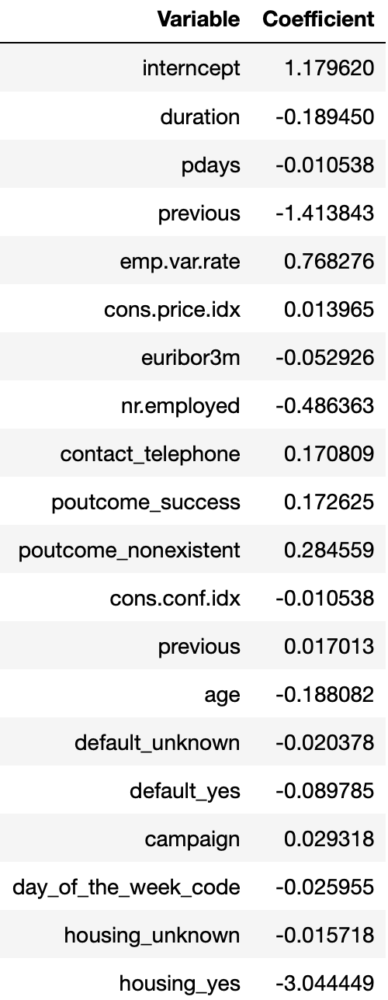 Variable Coefficient
interncept 1.179620
duration -0.189450
pdays -0.010538
previous -1.413843
emp.var.rate 0.768276
cons.price.idx 0.013965
euribor3m -0.052926
nr.employed -0.486363
contact_telephone 0.170809
poutcome_success 0.172625
poutcome_nonexistent 0.284559
cons.conf.idx -0.010538
previous 0.017013
age -0.188082
default_unknown -0.020378
default_yes -0.089785
campaign 0.029318
day_of_the_week_code -0.025955
housing_unknown -0.015718
housing_yes -3.044449